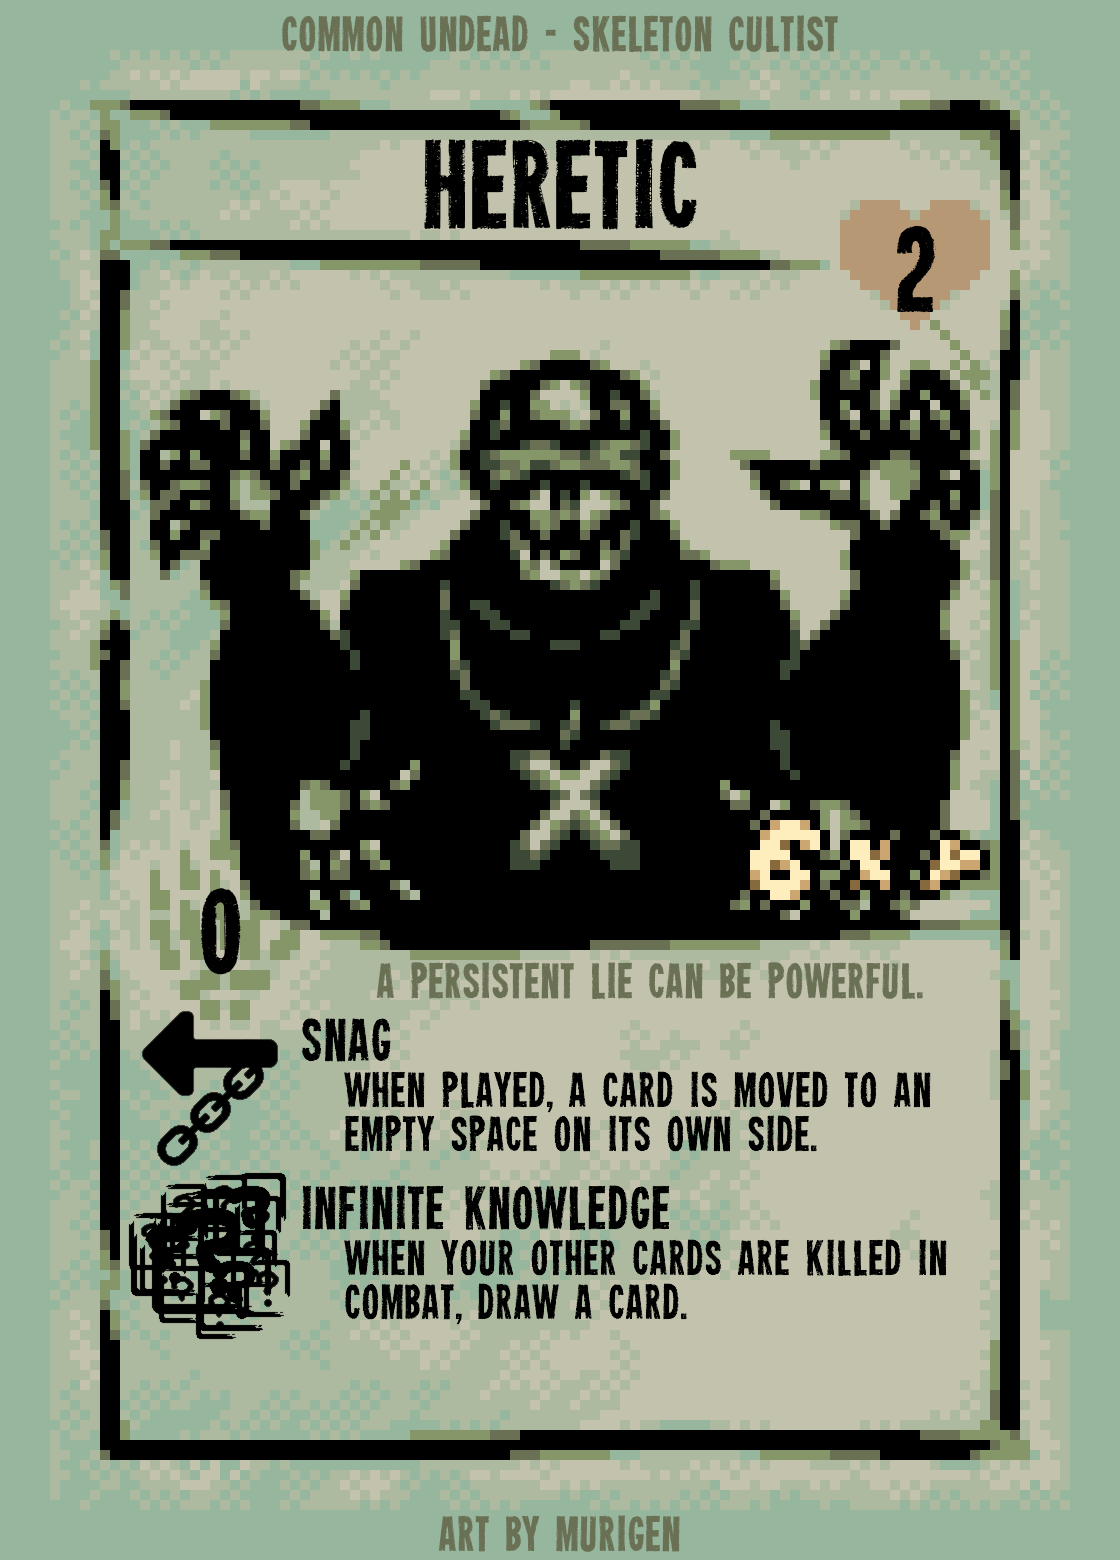 COMMON UNDEAD - SKELETON CULTIST
HERETIC
2
6 X
0
A PERSISTENT LIE CAN BE POWERFUL.
SNAG
WHEN PLAYED, A CARD IS MOVED TO AN
EMPTY SPACE ON ITS OWN SIDE.
INFINITE KNOWLEDGE
WHEN YOUR OTHER CARDS ARE KILLED IN
COMBAT, DRAW A CARD.
ART BY MURIGEN